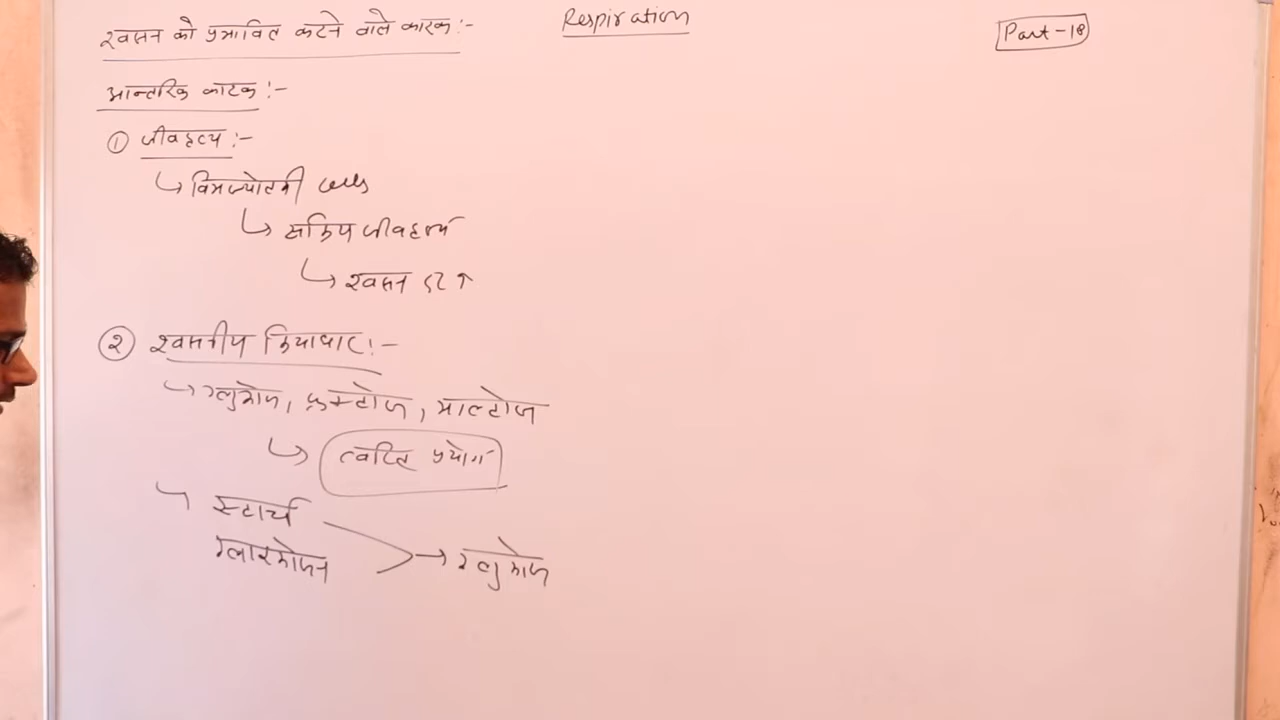 श्वसन को प्रभावित करने वाले कारक :-
Respiration
Part-18
आन्तरिक कारक :-
① जीवद्रव्य :-
↳ विभज्योतकी cells
↳ सक्रिय जीवद्रव्य
↳ श्वसन दर ↑
② श्वसनीय क्रियाधार :-
↳ ग्लुकोज, फ्रक्टोज, माल्टोज
↳ त्वरित प्रयोग
↳ स्टार्च
ग्लाइकोजन → ग्लुकोज